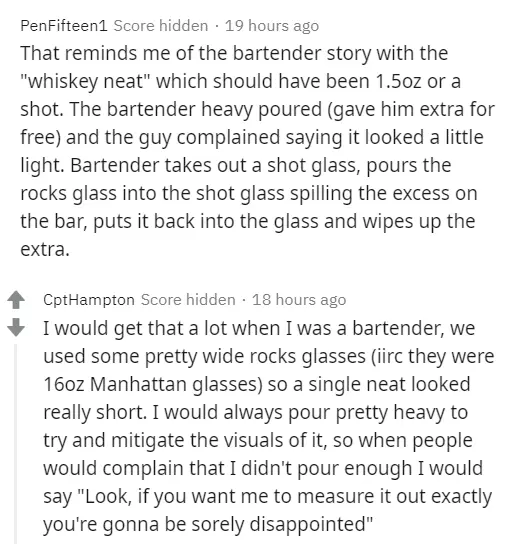 PenFifteen1 Score hidden · 19 hours ago
That reminds me of the bartender story with the
"whiskey neat" which should have been 1.5oz or a
shot. The bartender heavy poured (gave him extra for
free) and the guy complained saying it looked a little
light. Bartender takes out a shot glass, pours the
rocks glass into the shot glass spilling the excess on
the bar, puts it back into the glass and wipes up the
extra.
CptHampton Score hidden · 18 hours ago
I would get that a lot when I was a bartender, we
used some pretty wide rocks glasses (iirc they were
16oz Manhattan glasses) so a single neat looked
really short. I would always pour pretty heavy to
try and mitigate the visuals of it, so when people
would complain that I didn't pour enough I would
say "Look, if you want me to measure it out exactly
you're gonna be sorely disappointed"